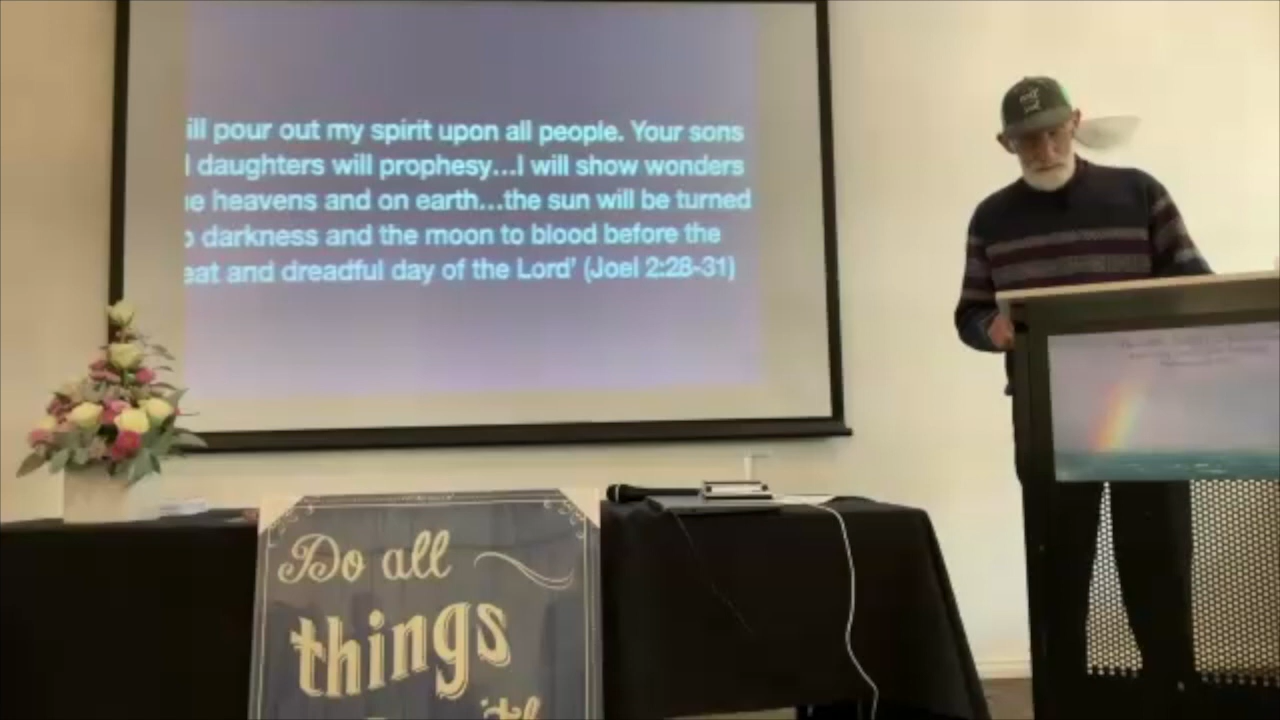 ill pour out my spirit upon all people. Your sons
daughters will prophesy...I will show wonders
e heavens and on earth...the sun will be turned
o darkness and the moon to blood before the
eat and dreadful day of the Lord' (Joel 2:28-31)
Do all
things